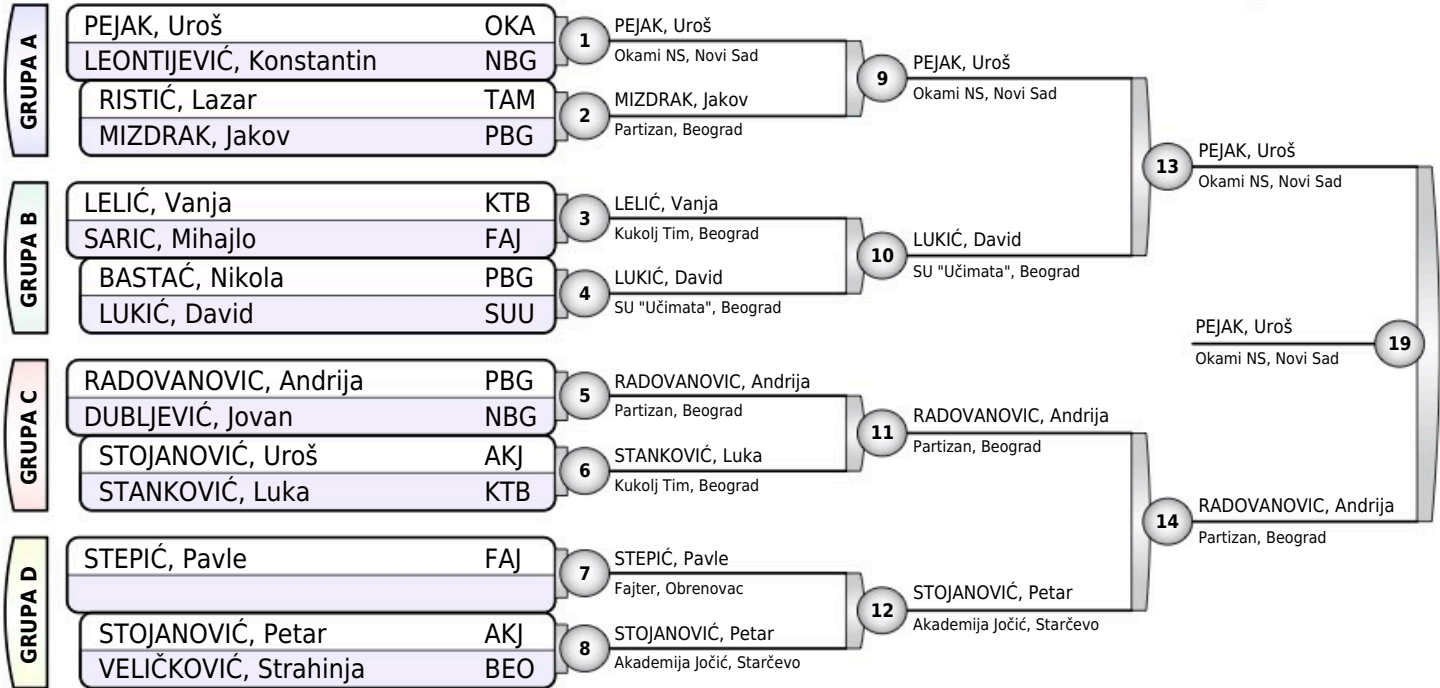 GRUPA A
PEJAK, Uroš OKA
LEONTIJEVIĆ, Konstantin NBG
RISTIĆ, Lazar TAM
MIZDRAK, Jakov PBG
GRUPA B
LELIĆ, Vanja KTB
SARIC, Mihajlo FAJ
BASTAĆ, Nikola PBG
LUKIĆ, David SUU
GRUPA C
RADOVANOVIC, Andrija PBG
DUBLJEVIĆ, Jovan NBG
STOJANOVIĆ, Uroš AKJ
STANKOVIĆ, Luka KTB
GRUPA D
STEPIĆ, Pavle FAJ
STOJANOVIĆ, Petar AKJ
VELIČKOVIĆ, Strahinja BEO
1 PEJAK, Uroš
Okami NS, Novi Sad
2 MIZDRAK, Jakov
Partizan, Beograd
3 LELIĆ, Vanja
Kukolj Tim, Beograd
4 LUKIĆ, David
SU "Učimata", Beograd
5 RADOVANOVIC, Andrija
Partizan, Beograd
6 STANKOVIĆ, Luka
Kukolj Tim, Beograd
7 STEPIĆ, Pavle
Fajter, Obrenovac
8 STOJANOVIĆ, Petar
Akademija Jočić, Starčevo
9 PEJAK, Uroš
Okami NS, Novi Sad
10 LUKIĆ, David
SU "Učimata", Beograd
11 RADOVANOVIC, Andrija
Partizan, Beograd
12 STOJANOVIĆ, Petar
Akademija Jočić, Starčevo
13 PEJAK, Uroš
Okami NS, Novi Sad
14 RADOVANOVIC, Andrija
Partizan, Beograd
PEJAK, Uroš 19
Okami NS, Novi Sad